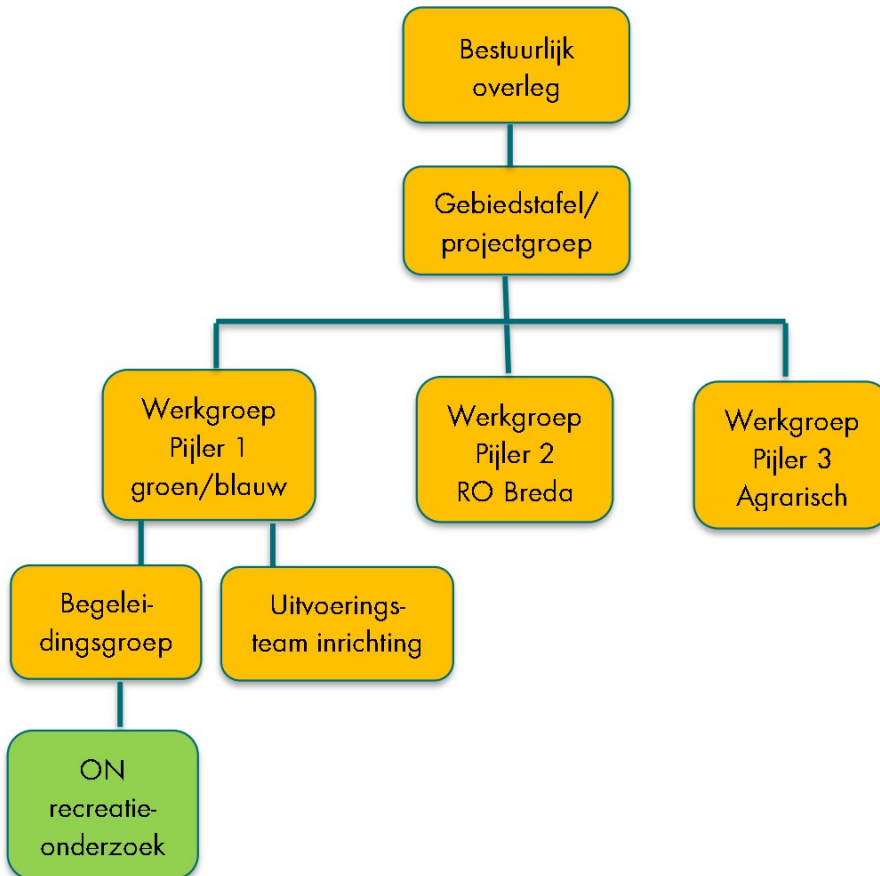 Bestuurlijk
overleg
Gebiedstafel/
projectgroep
Werkgroep
Pijler 1
groen/blauw
Werkgroep
Pijler 2
RO Breda
Werkgroep
Pijler 3
Agrarisch
Begelei-
dingsgroep
Uitvoerings-
team inrichting
ON
recreatie-
onderzoek